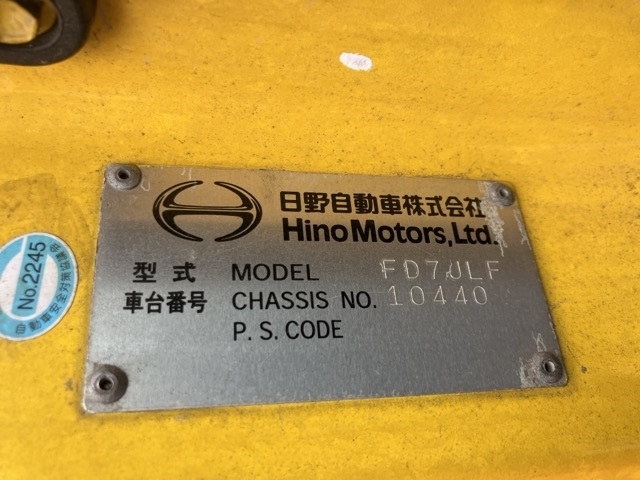 日野自動車株式会社
Hino Motors, Ltd.
型式 MODEL FD7JLF
車台番号 CHASSIS NO. 10440
P.S. CODE
No.2245